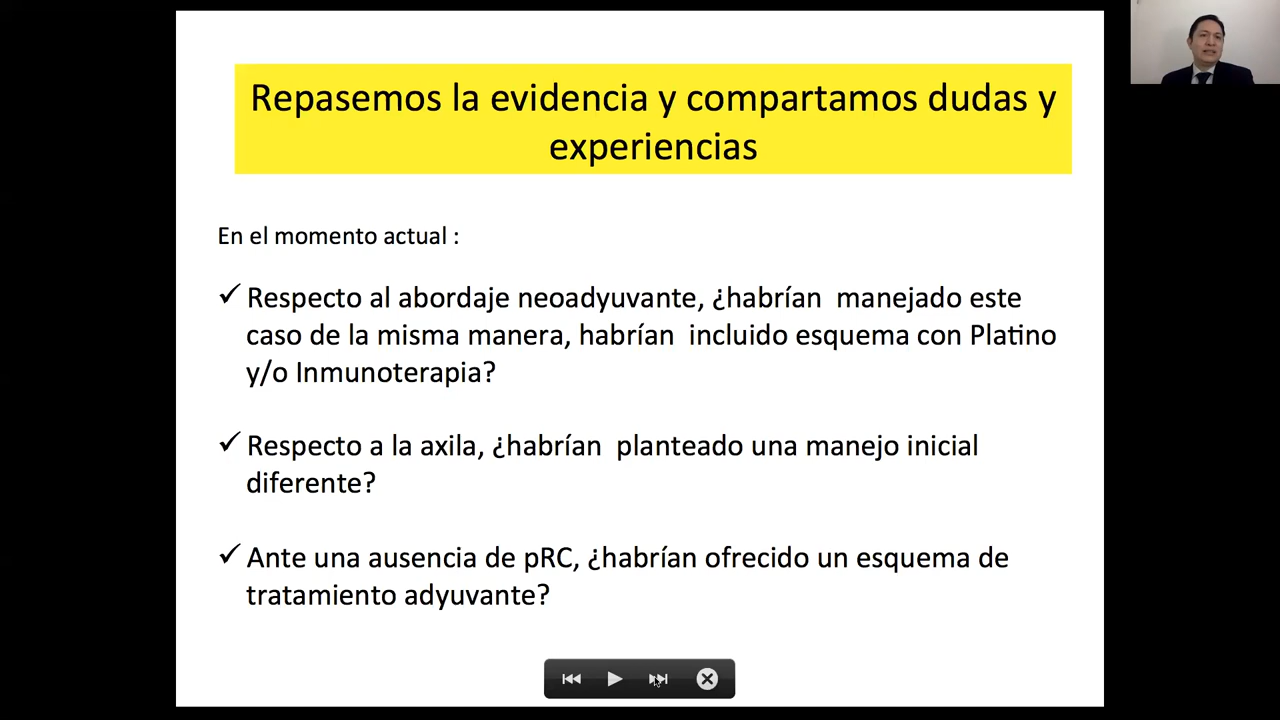 Repasemos la evidencia y compartamos dudas y
experiencias
En el momento actual :
✓ Respecto al abordaje neoadyuvante, ¿habrían manejado este
caso de la misma manera, habrían incluido esquema con Platino
y/o Inmunoterapia?
✓ Respecto a la axila, ¿habrían planteado una manejo inicial
diferente?
✓ Ante una ausencia de pRC, ¿habrían ofrecido un esquema de
tratamiento adyuvante?